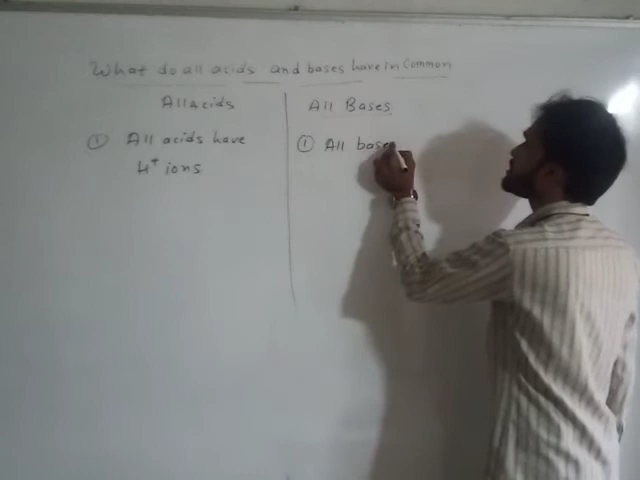 What do all acids and bases have in Common
All Acids
All Bases
① All acids have
H⁺ ions
① All bases